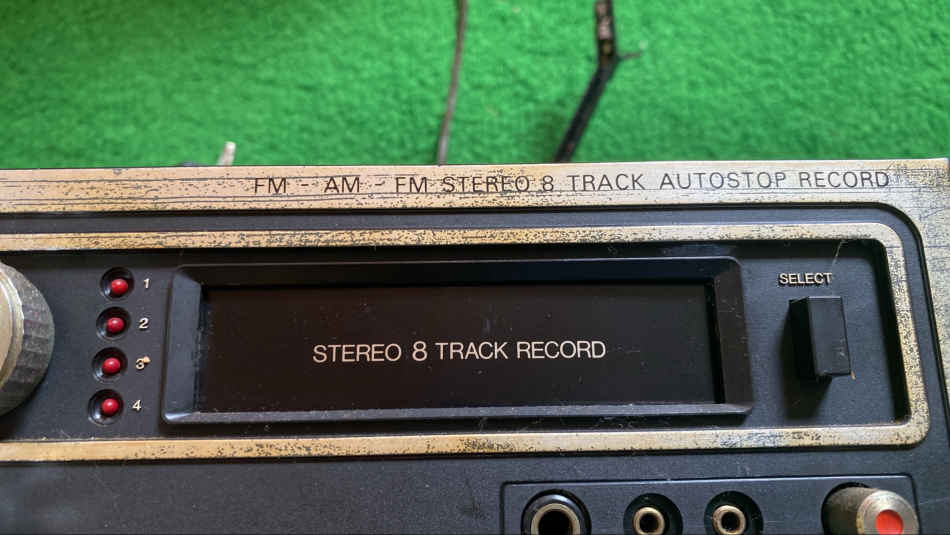 FM - AM - FM STEREO 8 TRACK AUTOSTOP RECORD
1
2
3
4
STEREO 8 TRACK RECORD
SELECT